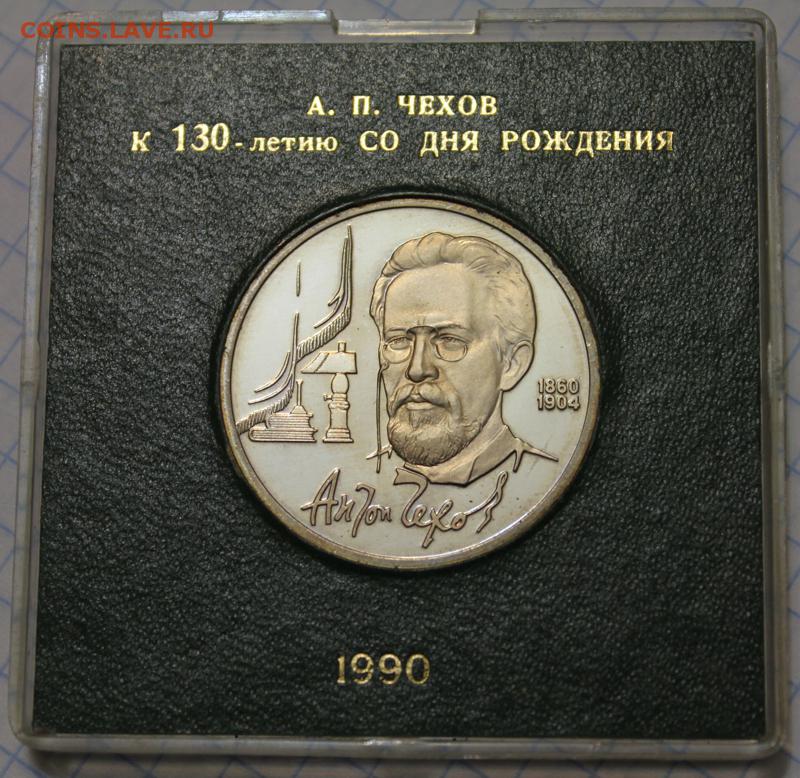 COINS.LAVE.RU
А. П. ЧЕХОВ
К 130-летию СО ДНЯ РОЖДЕНИЯ
1860
1904
Антон Чехов
1990